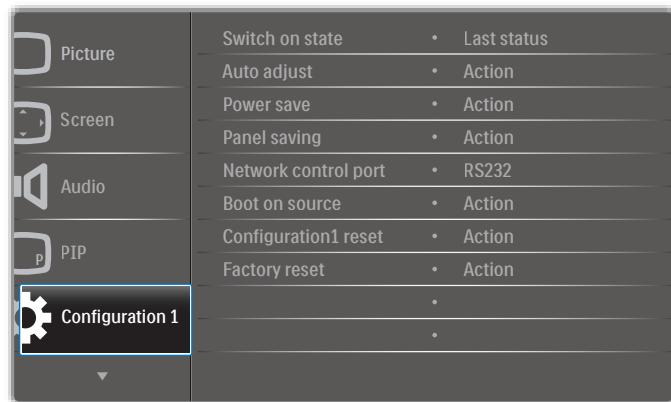 Picture
Screen
Audio
P
PIP
Configuration 1
Switch on state • Last status
Auto adjust • Action
Power save • Action
Panel saving • Action
Network control port • RS232
Boot on source • Action
Configuration1 reset • Action
Factory reset • Action
•
•